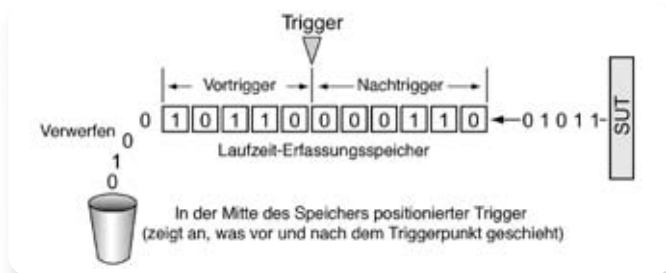 Trigger
Vortrigger Nachtrigger
0 1 0 1 1 0 0 0 0 1 1 0 0 1 0 1 1 SUT
Verwerfen 0
1
0
Laufzeit-Erfassungsspeicher
In der Mitte des Speichers positionierter Trigger
(zeigt an, was vor und nach dem Triggerpunkt geschieht)